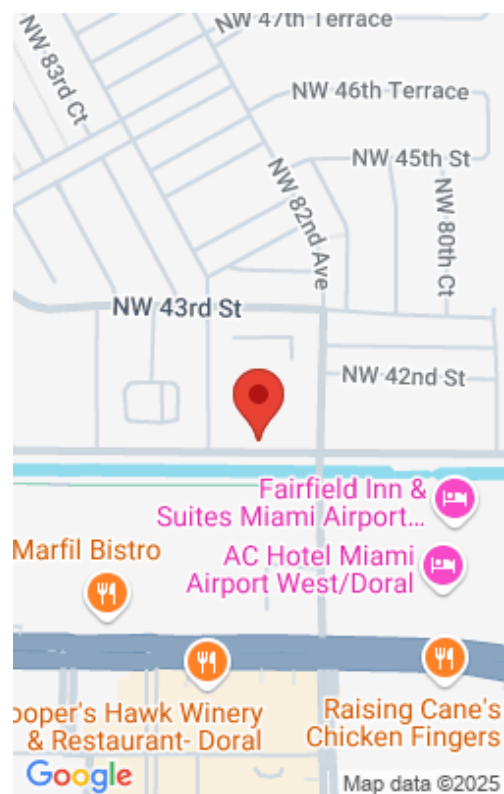 NW 47th Terrace
NW 83rd Ct
NW 46th Terrace
NW 45th St
NW 82nd Ave
NW 80th Ct
NW 43rd St
NW 42nd St
Fairfield Inn &
Suites Miami Airport...
Marfil Bistro
AC Hotel Miami
Airport West/Doral
ooper's Hawk Winery
& Restaurant- Doral
Raising Cane's
Chicken Fingers
Google
Map data ©2025